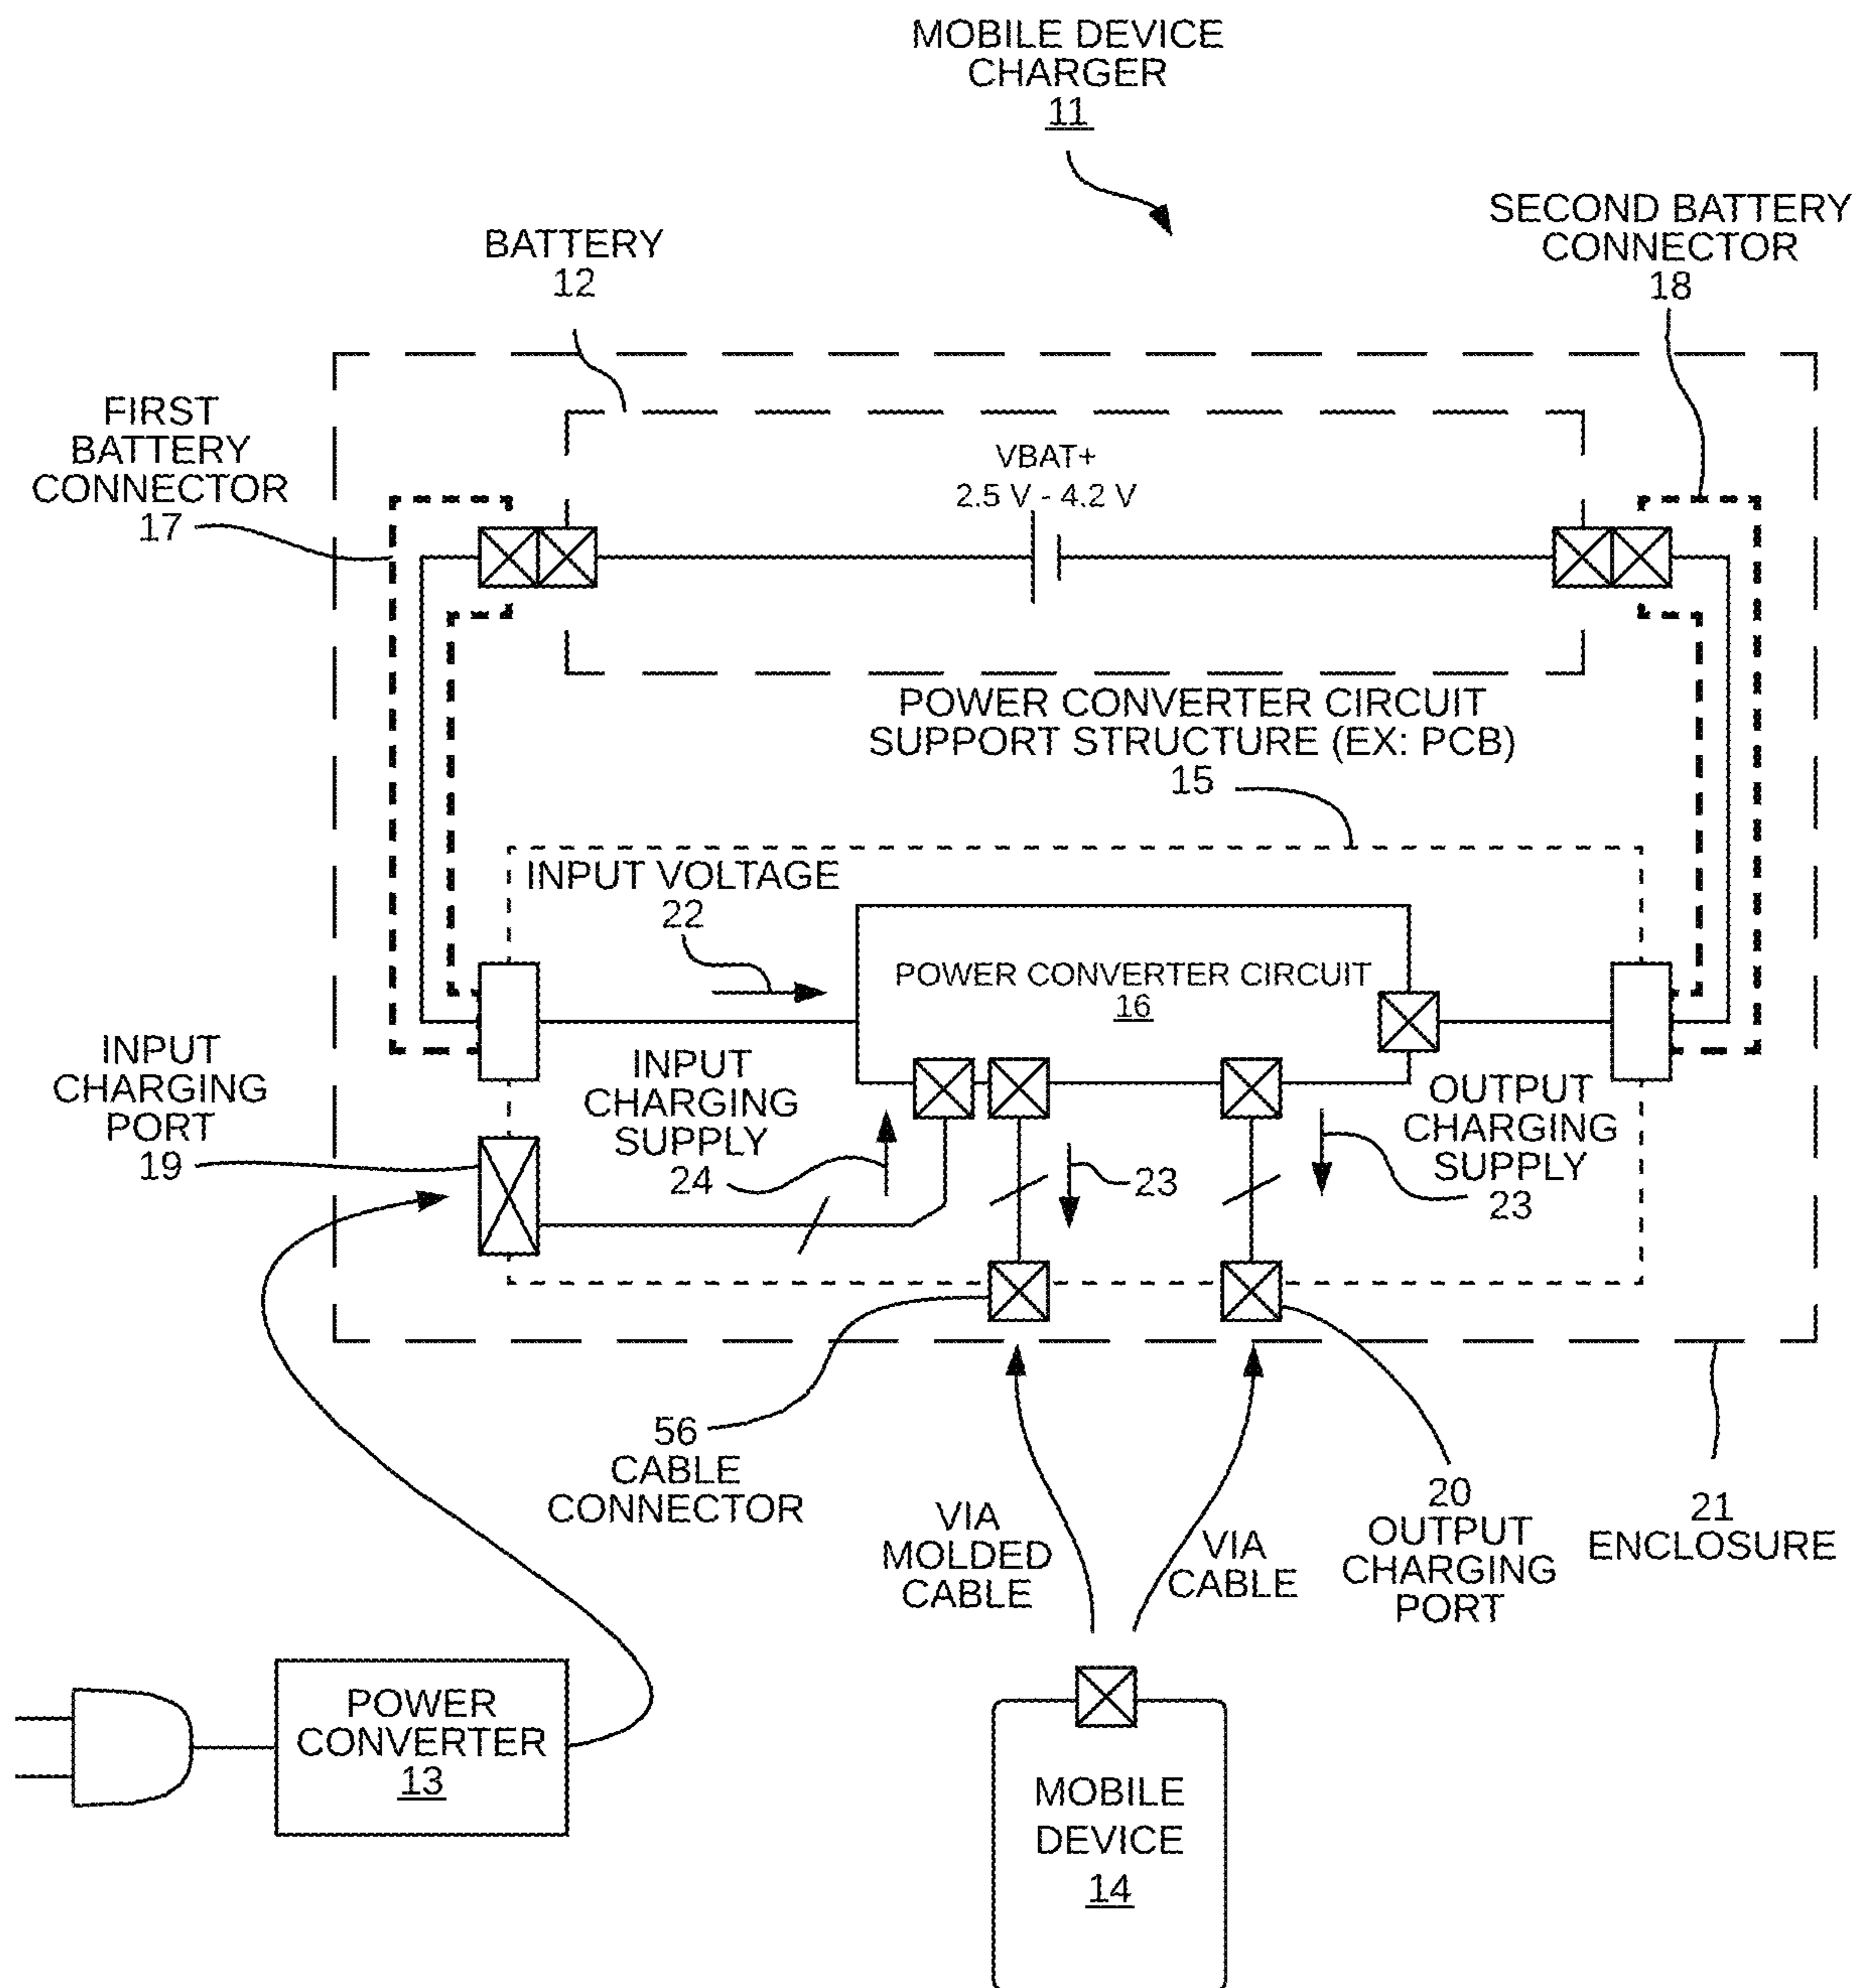 MOBILE DEVICE
CHARGER
11
SECOND BATTERY
CONNECTOR
18
BATTERY
12
FIRST
BATTERY
CONNECTOR
17
VBAT+
2.5 V - 4.2 V
POWER CONVERTER CIRCUIT
SUPPORT STRUCTURE (EX: PCB)
15
INPUT VOLTAGE
22
POWER CONVERTER CIRCUIT
16
INPUT
CHARGING
PORT
19
INPUT
CHARGING
SUPPLY
24
23
OUTPUT
CHARGING
SUPPLY
23
56
CABLE
CONNECTOR
VIA
MOLDED
CABLE
VIA
CABLE
20
OUTPUT
CHARGING
PORT
21
ENCLOSURE
POWER
CONVERTER
13
MOBILE
DEVICE
14